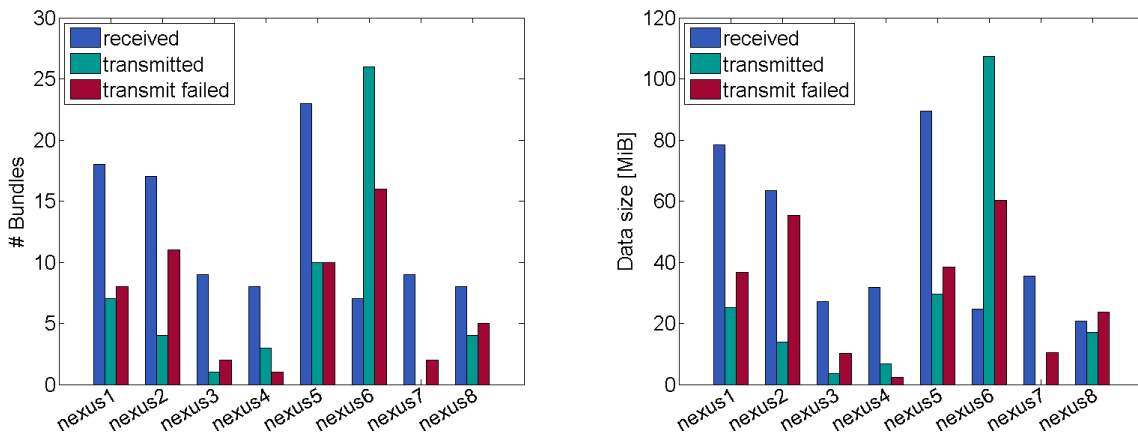 30
25
20
15
10
5
0
# Bundles
received
transmitted
transmit failed
nexus1
nexus2
nexus3
nexus4
nexus5
nexus6
nexus7
nexus8
120
100
80
60
40
20
0
Data size [MiB]
received
transmitted
transmit failed
nexus1
nexus2
nexus3
nexus4
nexus5
nexus6
nexus7
nexus8